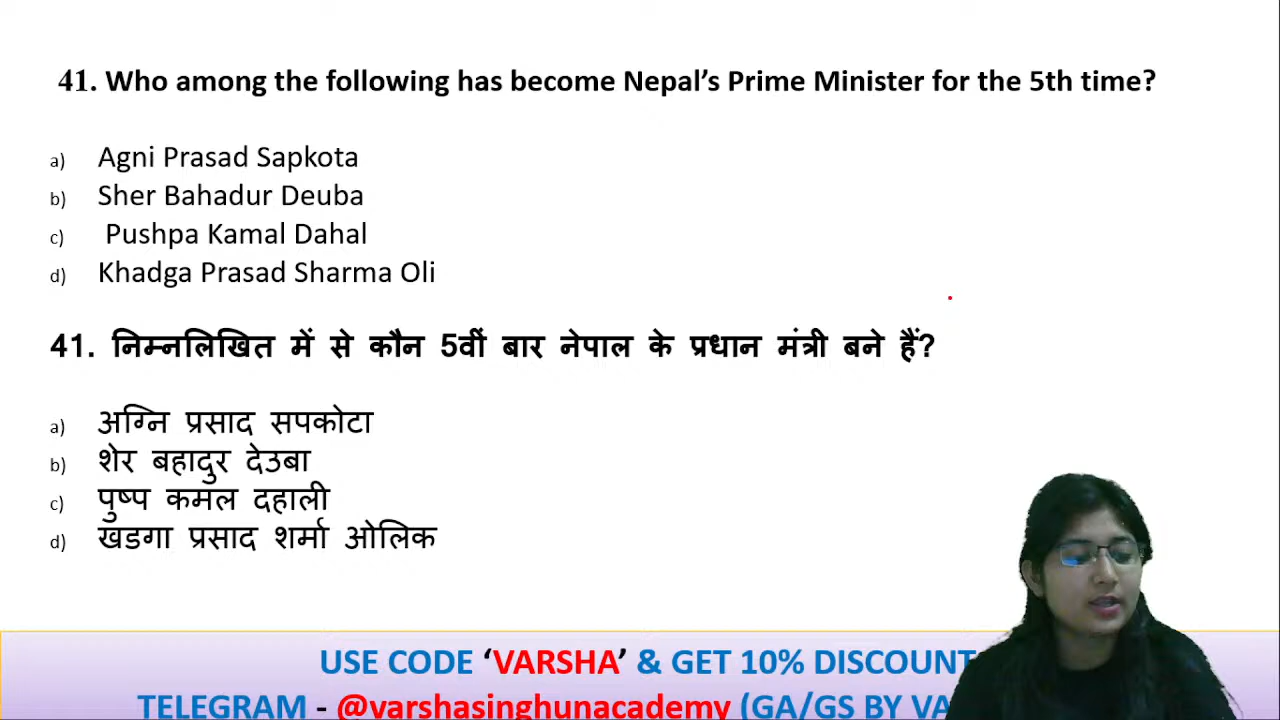 41. Who among the following has become Nepal’s Prime Minister for the 5th time?
a) Agni Prasad Sapkota
b) Sher Bahadur Deuba
c) Pushpa Kamal Dahal
d) Khadga Prasad Sharma Oli
41. निम्नलिखित में से कौन 5वीं बार नेपाल के प्रधान मंत्री बने हैं?
a) अग्नि प्रसाद सपकोटा
b) शेर बहादुर देउबा
c) पुष्प कमल दहाली
d) खडगा प्रसाद शर्मा ओलिक
USE CODE ‘VARSHA’ & GET 10% DISCOUNT
TELEGRAM - @varshasinghunacademy (GA/GS BY